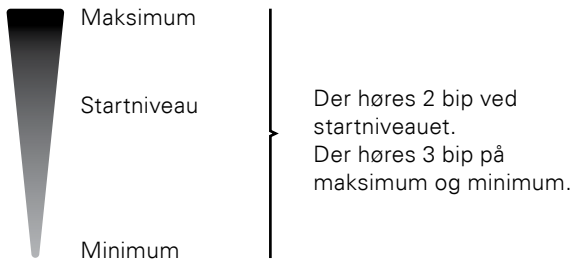 Maksimum
Startniveau
Minimum
Der høres 2 bip ved
startniveauet.
Der høres 3 bip på
maksimum og minimum.